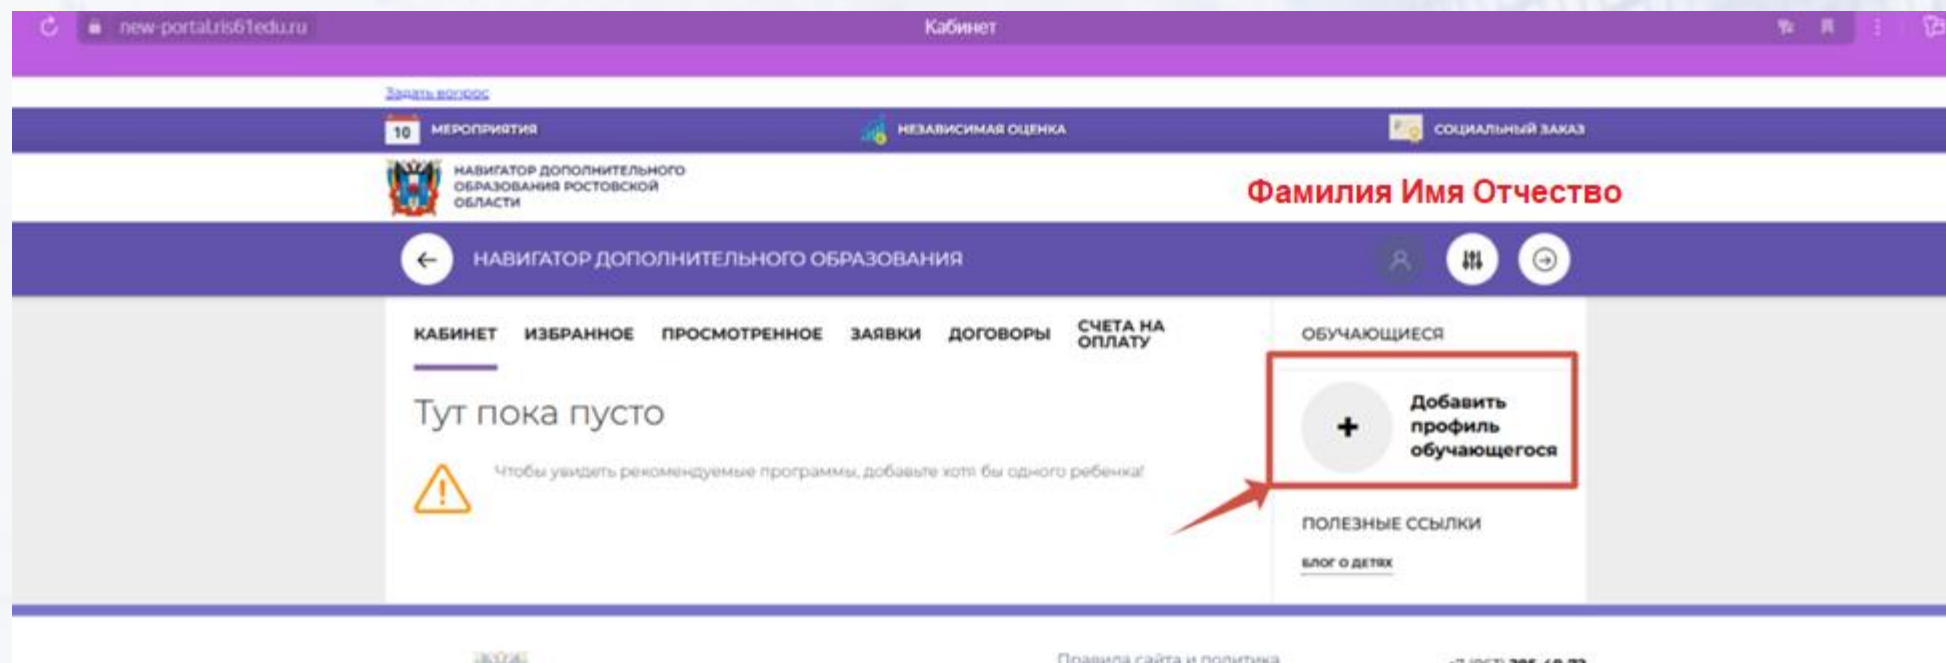 new-portal.ris61edu.ru
Кабинет
Задать вопрос
10 МЕРОПРИЯТИЯ
НЕЗАВИСИМАЯ ОЦЕНКА
СОЦИАЛЬНЫЙ ЗАКАЗ
НАВИГАТОР ДОПОЛНИТЕЛЬНОГО
ОБРАЗОВАНИЯ РОСТОВСКОЙ
ОБЛАСТИ
Фамилия Имя Отчество
НАВИГАТОР ДОПОЛНИТЕЛЬНОГО ОБРАЗОВАНИЯ
КАБИНЕТ ИЗБРАННОЕ ПРОСМОТРЕННОЕ ЗАЯВКИ ДОГОВОРЫ
СЧЕТА НА
ОПЛАТУ
Тут пока пусто
Чтобы увидеть рекомендуемые программы, добавьте хотя бы одного ребенка!
ОБУЧАЮЩИЕСЯ
+
Добавить
профиль
обучающегося
ПОЛЕЗНЫЕ ССЫЛКИ
БЛОГ О ДЕТЯХ
Правила сайта и политика